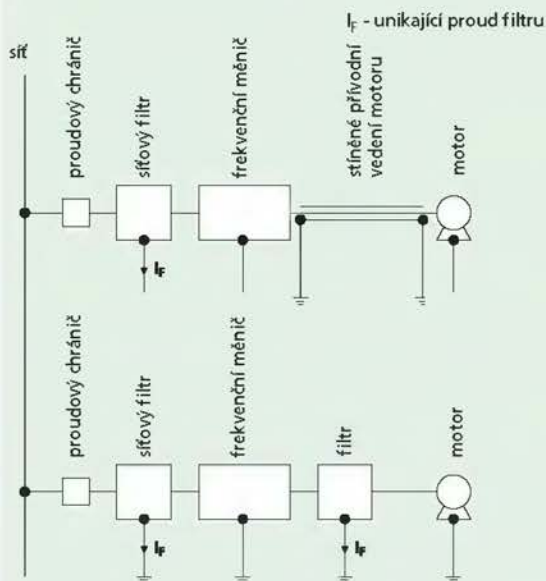 I_F - unikající proud filtru
síť
proudový chránič
síťový filtr
frekvenční měnič
stíněné přívodní
vedení motoru
motor
I_F
proudový chránič
síťový filtr
frekvenční měnič
filtr
motor
I_F
I_F